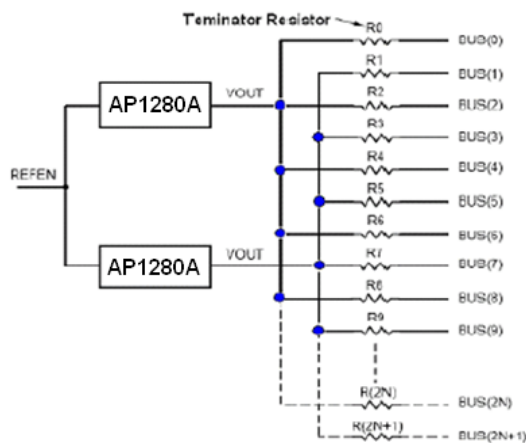 Teminator Resistor
R0 BUS(0)
R1 BUS(1)
AP1280A VOUT R2 BUS(2)
R3 BUS(3)
R4 BUS(4)
REFEN R5 BUS(5)
R6 BUS(6)
AP1280A VOUT R7 BUS(7)
R8 BUS(8)
R9 BUS(9)
R(2N) BUS(2N)
R(2N+1) BUS(2N+1)